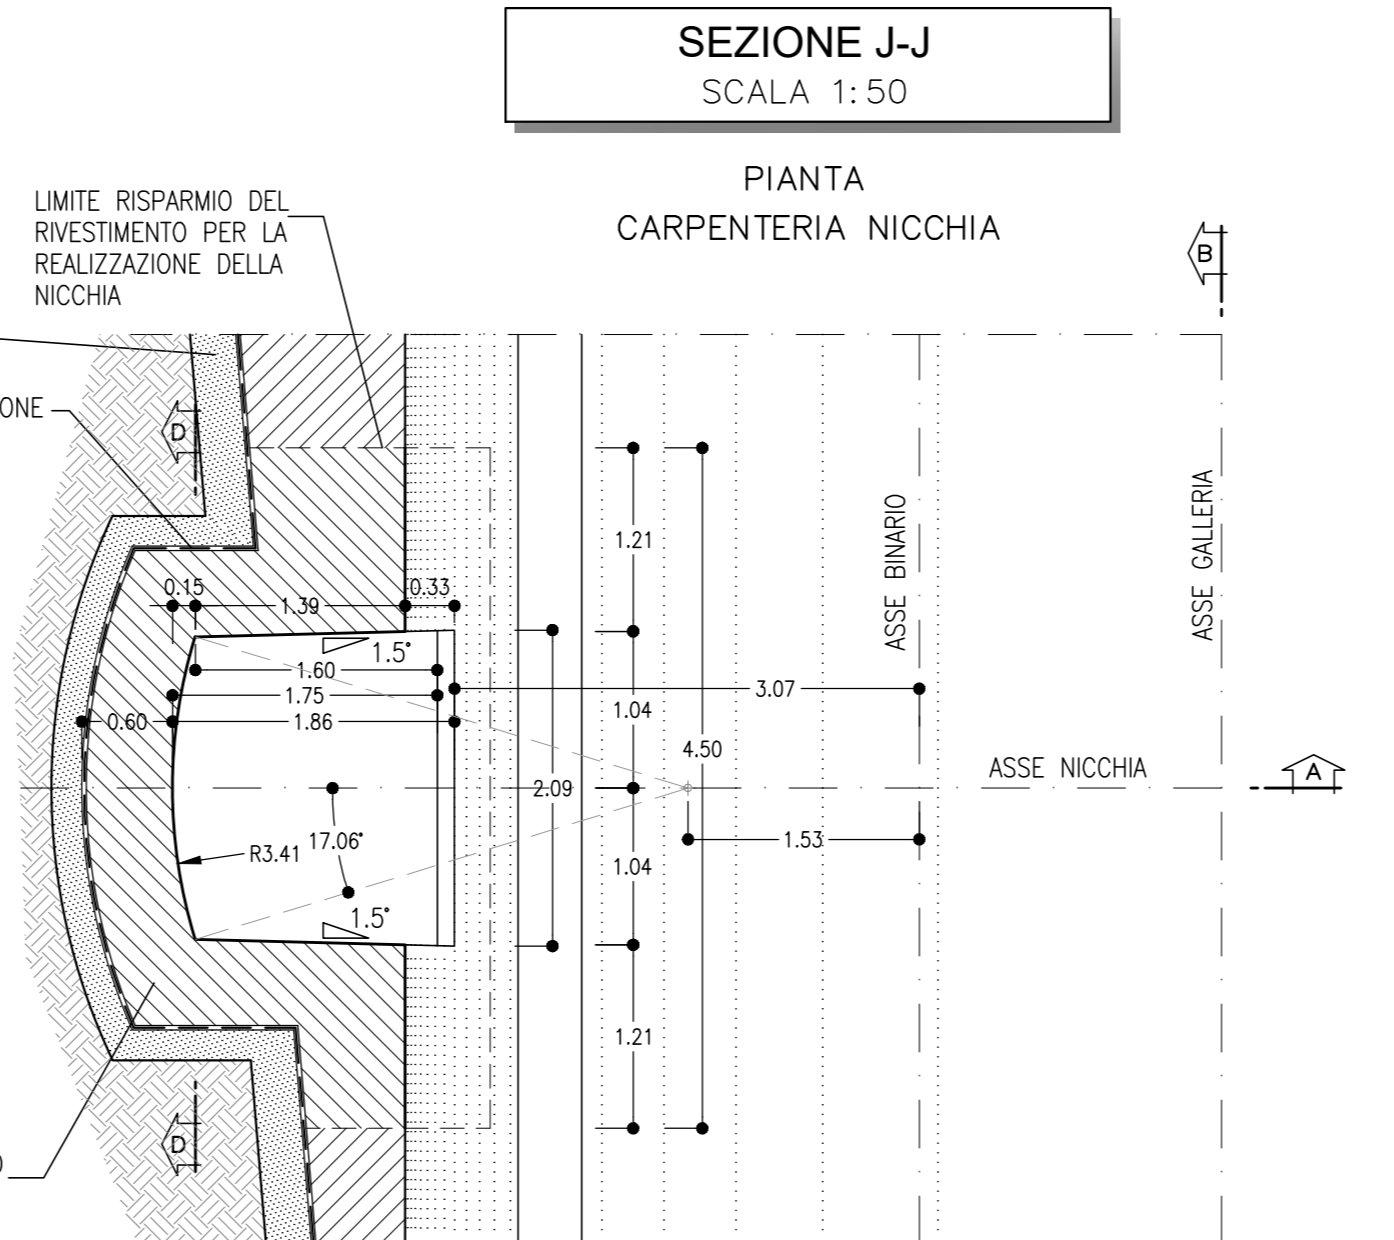 SEZIONE J-J
SCALA 1:50
PIANTA
CARPENTERIA NICCHIA
LIMITE RISPARMIO DEL
RIVESTIMENTO PER LA
REALIZZAZIONE DELLA
NICCHIA
B
ONE
D
ASSE BINARIO
ASSE GALLERIA
1.21
0.15
1.39
0.33
1.5°
1.60
1.75
1.86
0.60
3.07
1.04
4.50
2.09
ASSE NICCHIA
A
17.06°
R3.41
1.53
1.04
1.5°
1.21
D